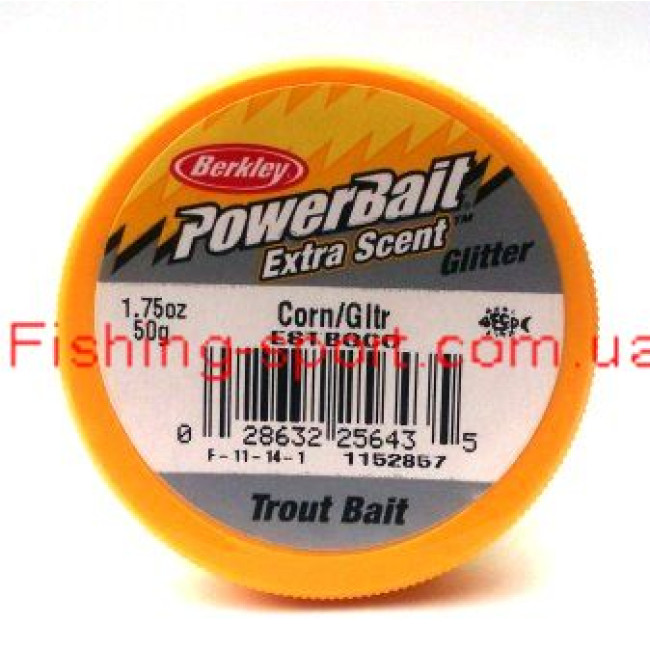 Berkley
PowerBait
Extra Scent™
Glitter
1.75oz
50g
Corn/Gltr
Fishing-sport.com.ua
0 28632 25643 5
F-11-14-1 1152857
Trout Bait